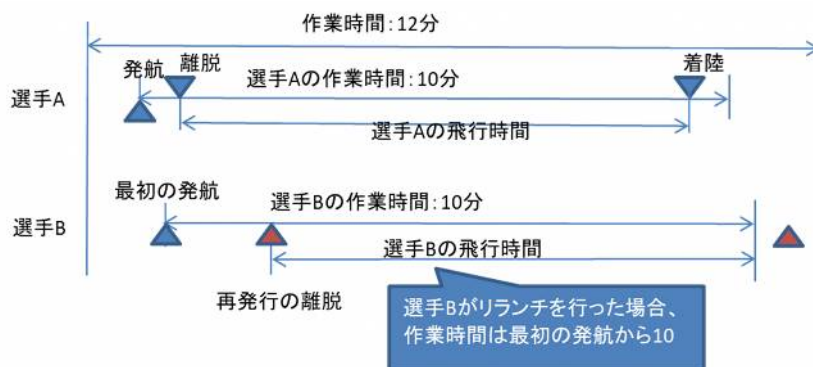 作業時間:12分
発航 離脱 選手Aの作業時間:10分 着陸
選手A
選手Aの飛行時間
最初の発航 選手Bの作業時間:10分
選手B
選手Bの飛行時間
再発行の離脱
選手Bがリランチを行った場合、
作業時間は最初の発航から10